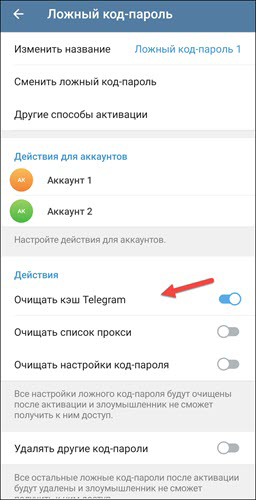 Ложный код-пароль
Изменить название Ложный код-пароль 1
Сменить ложный код-пароль
Другие способы активации
Действия для аккаунтов
АК Аккаунт 1
АК Аккаунт 2
Настройте действия для аккаунтов.
Действия
Очищать кэш Telegram
Очищать список прокси
Очищать настройки код-пароля
Все настройки ложного код-пароля будут очищены
после активации и злоумышленник не сможет
получить к ним доступ.
Удалять другие код-пароли
Все остальные ложные код-пароли после активации
будут удалены и злоумышленник не сможет
получить к ним доступ.